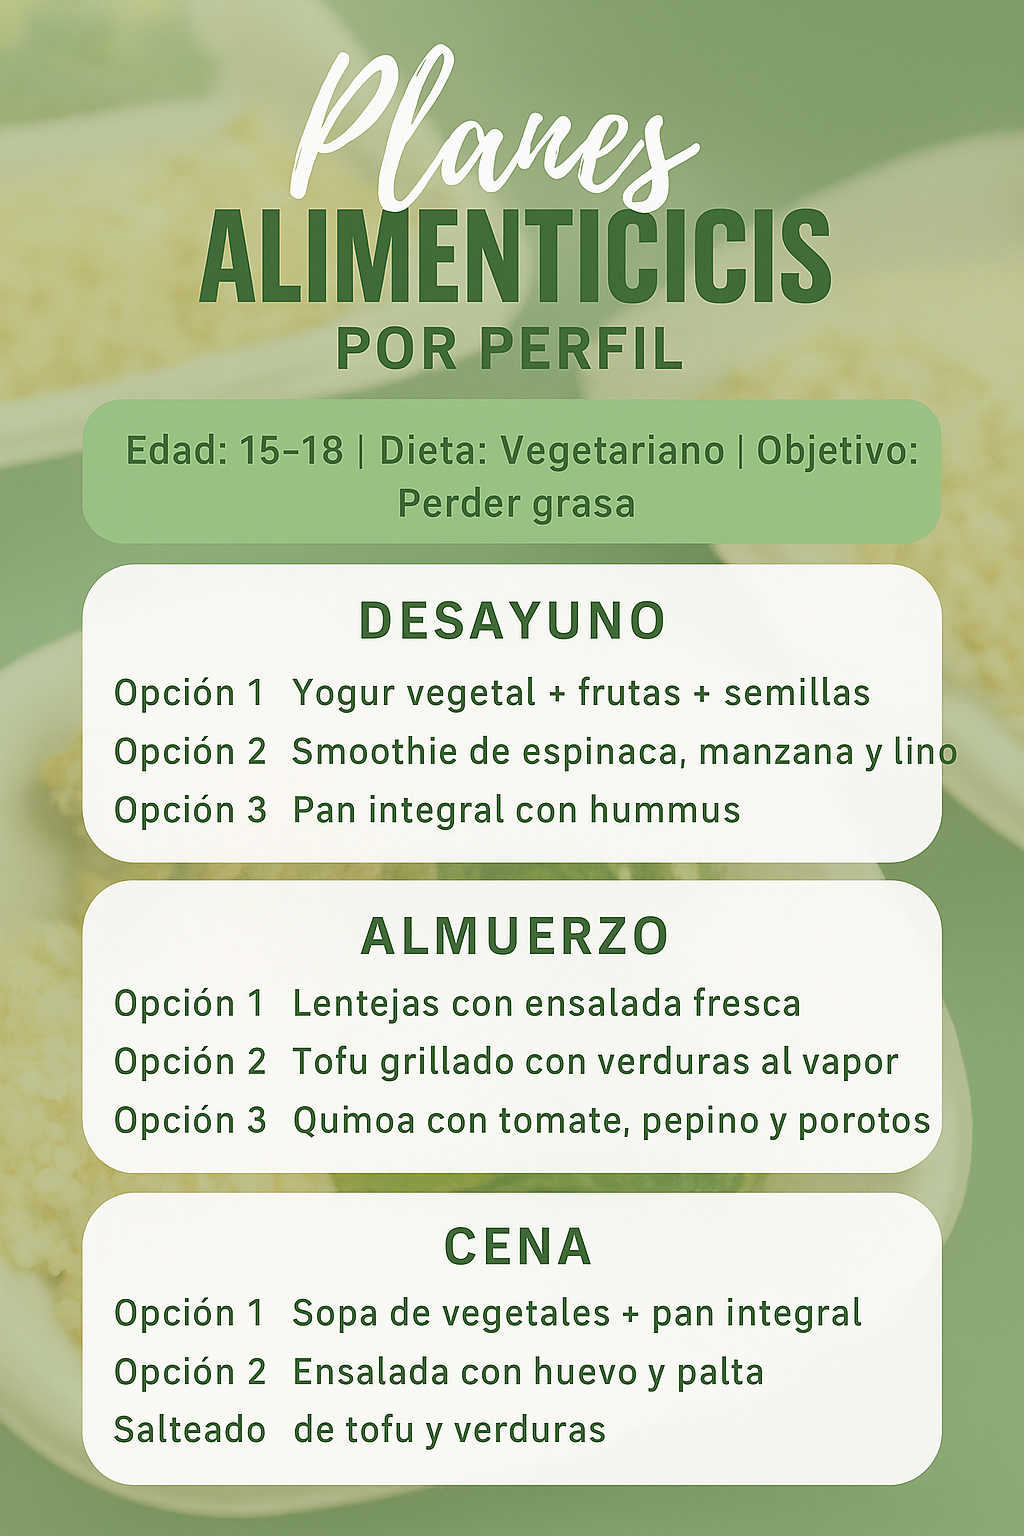 Planes
ALIMENTICICIS
POR PERFIL
Edad: 15–18 | Dieta: Vegetariano | Objetivo:
Perder grasa
DESAYUNO
Opción 1 Yogur vegetal + frutas + semillas
Opción 2 Smoothie de espinaca, manzana y lino
Opción 3 Pan integral con hummus
ALMUERZO
Opción 1 Lentejas con ensalada fresca
Opción 2 Tofu grillado con verduras al vapor
Opción 3 Quimoa con tomate, pepino y porotos
CENA
Opción 1 Sopa de vegetales + pan integral
Opción 2 Ensalada con huevo y palta
Salteado de tofu y verduras